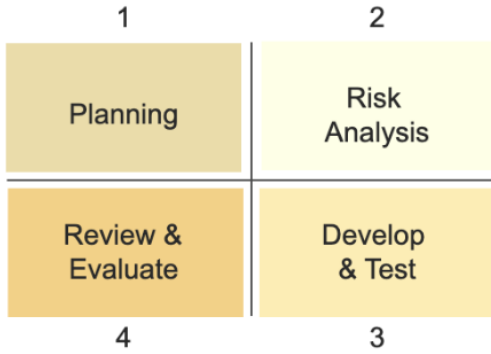 1
2
Planning
Risk
Analysis
Review &
Evaluate
Develop
& Test
4
3